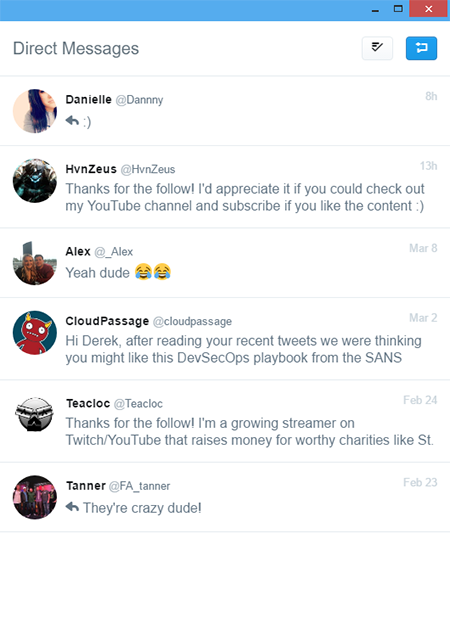 Direct Messages
Danielle @Dannny 8h
:)
HvnZeus @HvnZeus 13h
Thanks for the follow! I'd appreciate it if you could check out
my YouTube channel and subscribe if you like the content :)
Alex @_Alex Mar 8
Yeah dude 😂😂
CloudPassage @cloudpassage Mar 2
Hi Derek, after reading your recent tweets we were thinking
you might like this DevSecOps playbook from the SANS
Teacloc @Teacloc Feb 24
Thanks for the follow! I'm a growing streamer on
Twitch/YouTube that raises money for worthy charities like St.
Tanner @FA_tanner Feb 23
They're crazy dude!